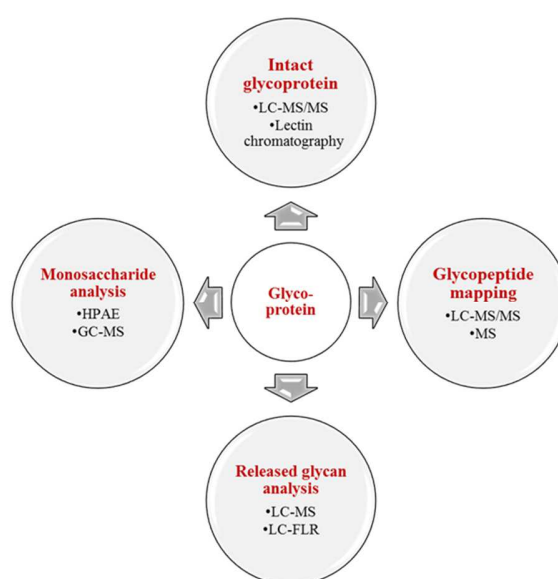 Intact
glycoprotein
•LC-MS/MS
•Lectin
chromatography
Monosaccharide
analysis
•HPAE
•GC-MS
Glyco-
protein
Glycopeptide
mapping
•LC-MS/MS
•MS
Released glycan
analysis
•LC-MS
•LC-FLR